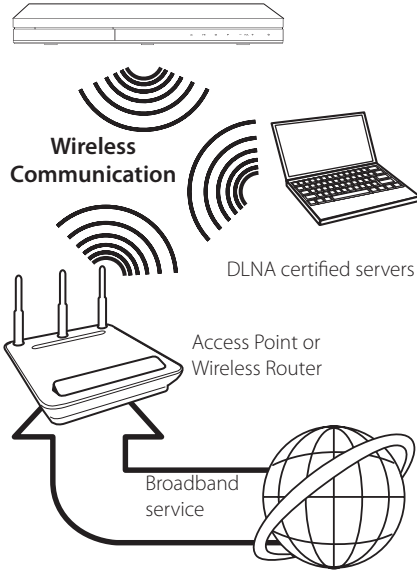 Wireless
Communication
DLNA certified servers
Access Point or
Wireless Router
Broadband
service